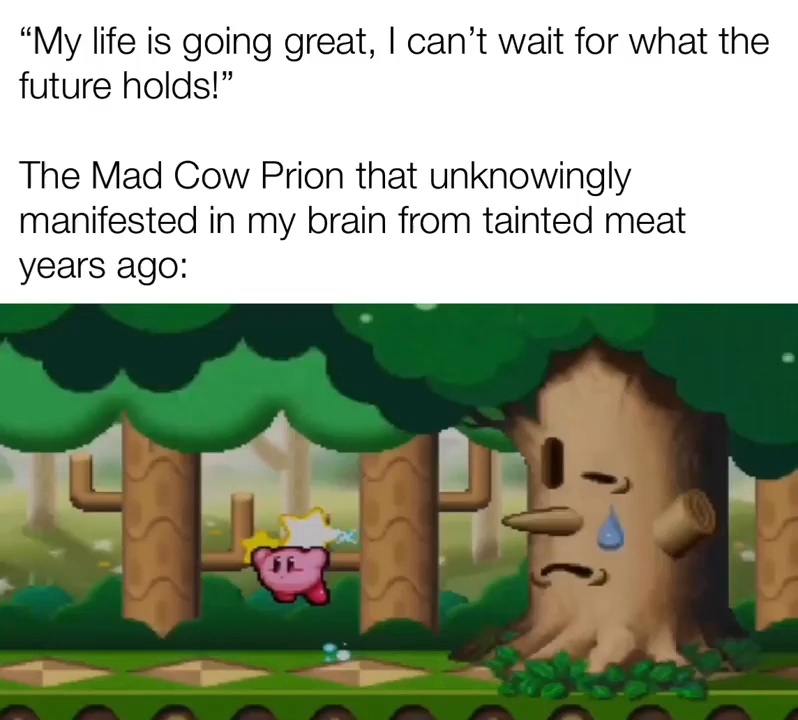 “My life is going great, I can’t wait for what the
future holds!”
The Mad Cow Prion that unknowingly
manifested in my brain from tainted meat
years ago: